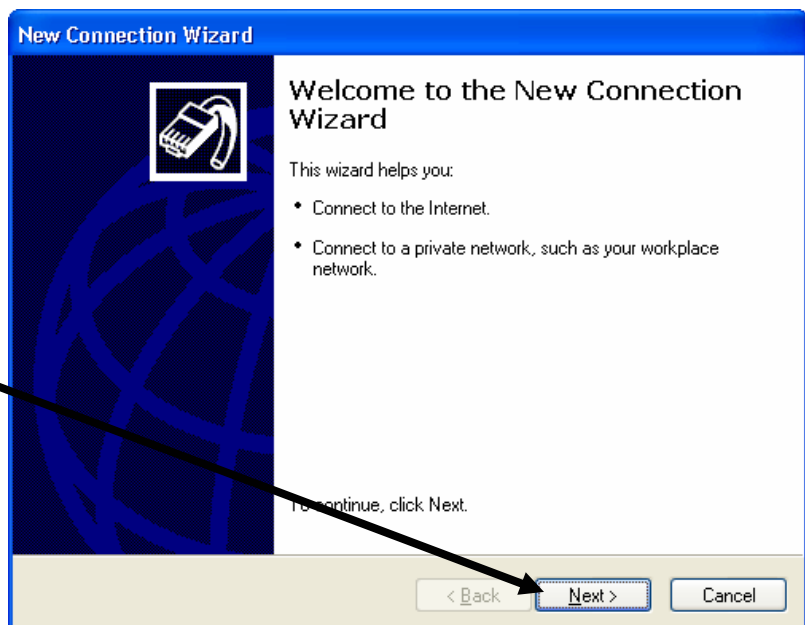 New Connection Wizard
Welcome to the New Connection
Wizard
This wizard helps you:
• Connect to the Internet.
• Connect to a private network, such as your workplace
network.
To continue, click Next.
< Back
Next >
Cancel